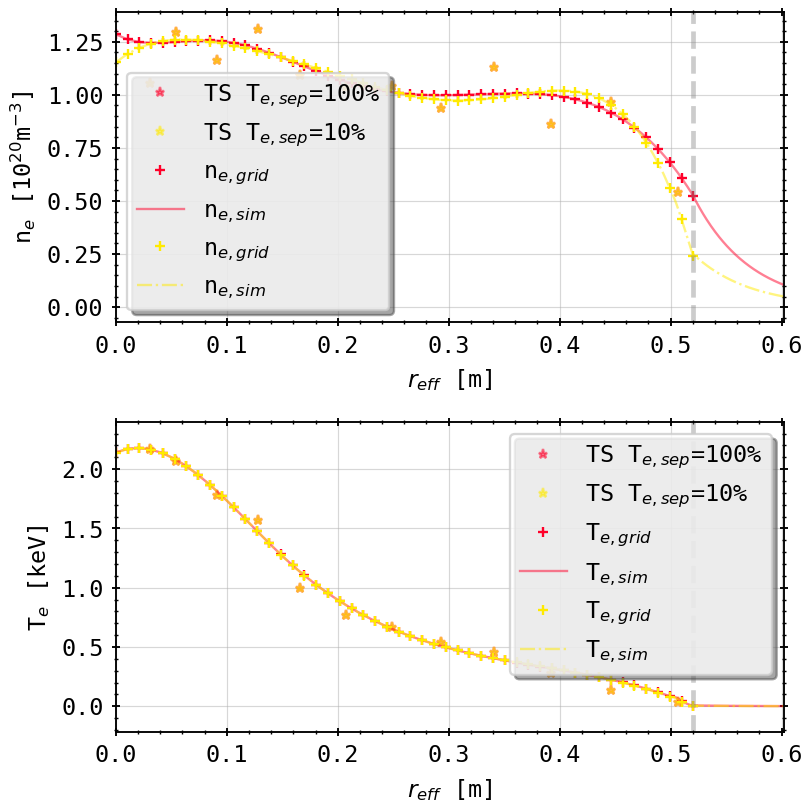 1.25
1.00
0.75
0.50
0.25
0.00
n_e [10^20 m^−3]
TS T_e,sep=100%
TS T_e,sep=10%
n_e,grid
n_e,sim
n_e,grid
n_e,sim
0.0 0.1 0.2 0.3 0.4 0.5 0.6
r_eff [m]
2.0
1.5
1.0
0.5
0.0
T_e [keV]
TS T_e,sep=100%
TS T_e,sep=10%
T_e,grid
T_e,sim
T_e,grid
T_e,sim
0.0 0.1 0.2 0.3 0.4 0.5 0.6
r_eff [m]